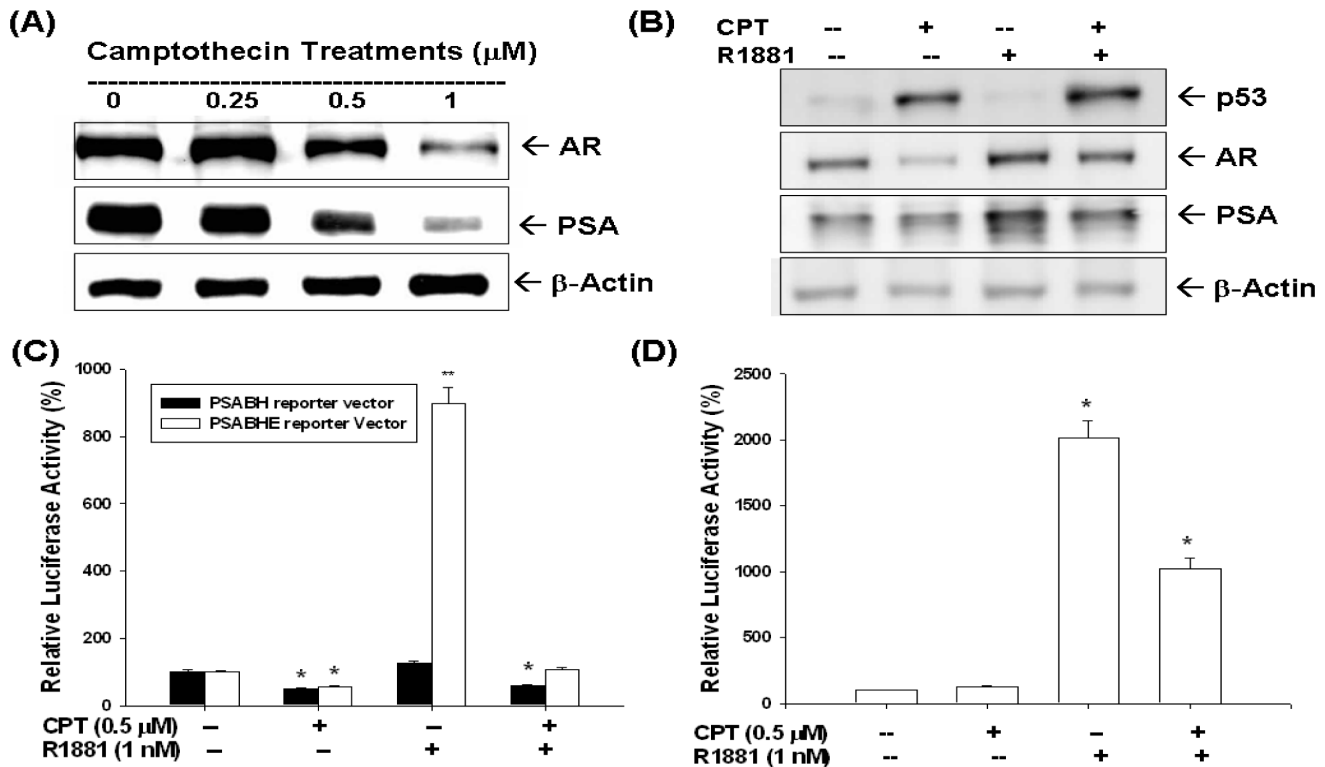 (A)
Camptothecin Treatments (μM)
0 0.25 0.5 1
← AR
← PSA
← β-Actin
(B)
CPT -- + -- +
R1881 -- -- + +
← p53
← AR
← PSA
← β-Actin
(C)
Relative Luciferase Activity (%)
1000
800
600
400
200
0
PSABH reporter vector
PSABHE reporter Vector
* * ** *
CPT (0.5 μM) – + – +
R1881 (1 nM) – – + +
(D)
Relative Luciferase Activity (%)
2500
2000
1500
1000
500
0
* *
CPT (0.5 μM) -- + – +
R1881 (1 nM) -- -- + +